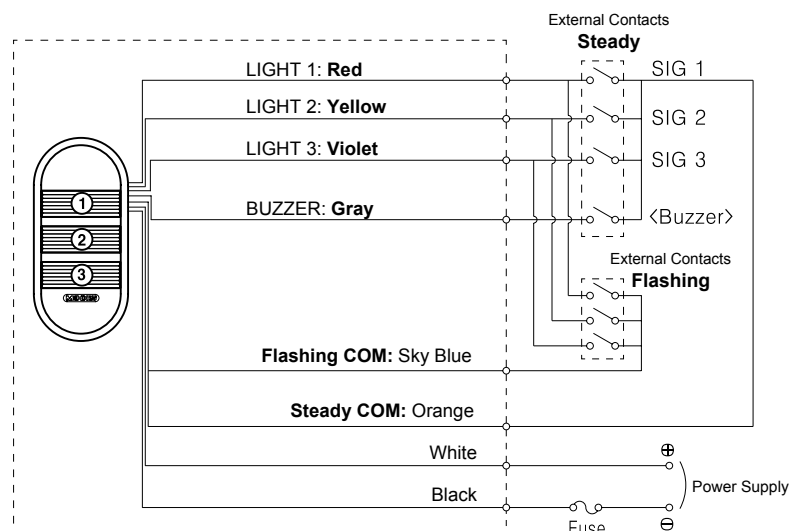 External Contacts
Steady
LIGHT 1: Red
SIG 1
LIGHT 2: Yellow
SIG 2
LIGHT 3: Violet
SIG 3
BUZZER: Gray
<Buzzer>
1
2
3
External Contacts
Flashing
Flashing COM: Sky Blue
Steady COM: Orange
White
⊕
Power Supply
Black
Fuse
⊖